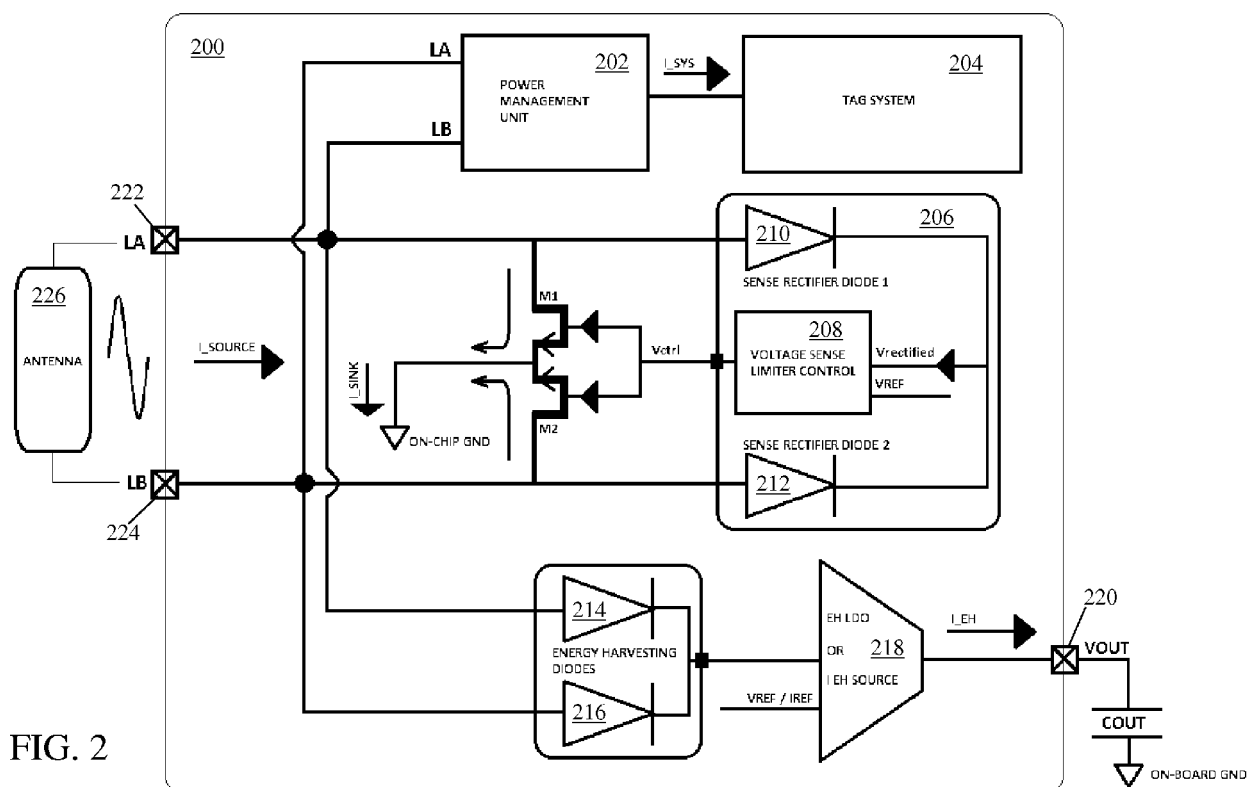 200
LA
202
I_SYS
204
POWER
MANAGEMENT
UNIT
TAG SYSTEM
LB
222
LA
210
206
SENSE RECTIFIER DIODE 1
226
ANTENNA
I_SOURCE
M1
I_SINK
Vctrl
208
VOLTAGE SENSE
LIMITER CONTROL
Vrectified
VREF
ON-CHIP GND
M2
SENSE RECTIFIER DIODE 2
LB
224
212
214
ENERGY HARVESTING
DIODES
216
EH LDO
OR
I EH SOURCE
218
I_EH
220
VOUT
VREF / IREF
COUT
ON-BOARD GND
FIG. 2